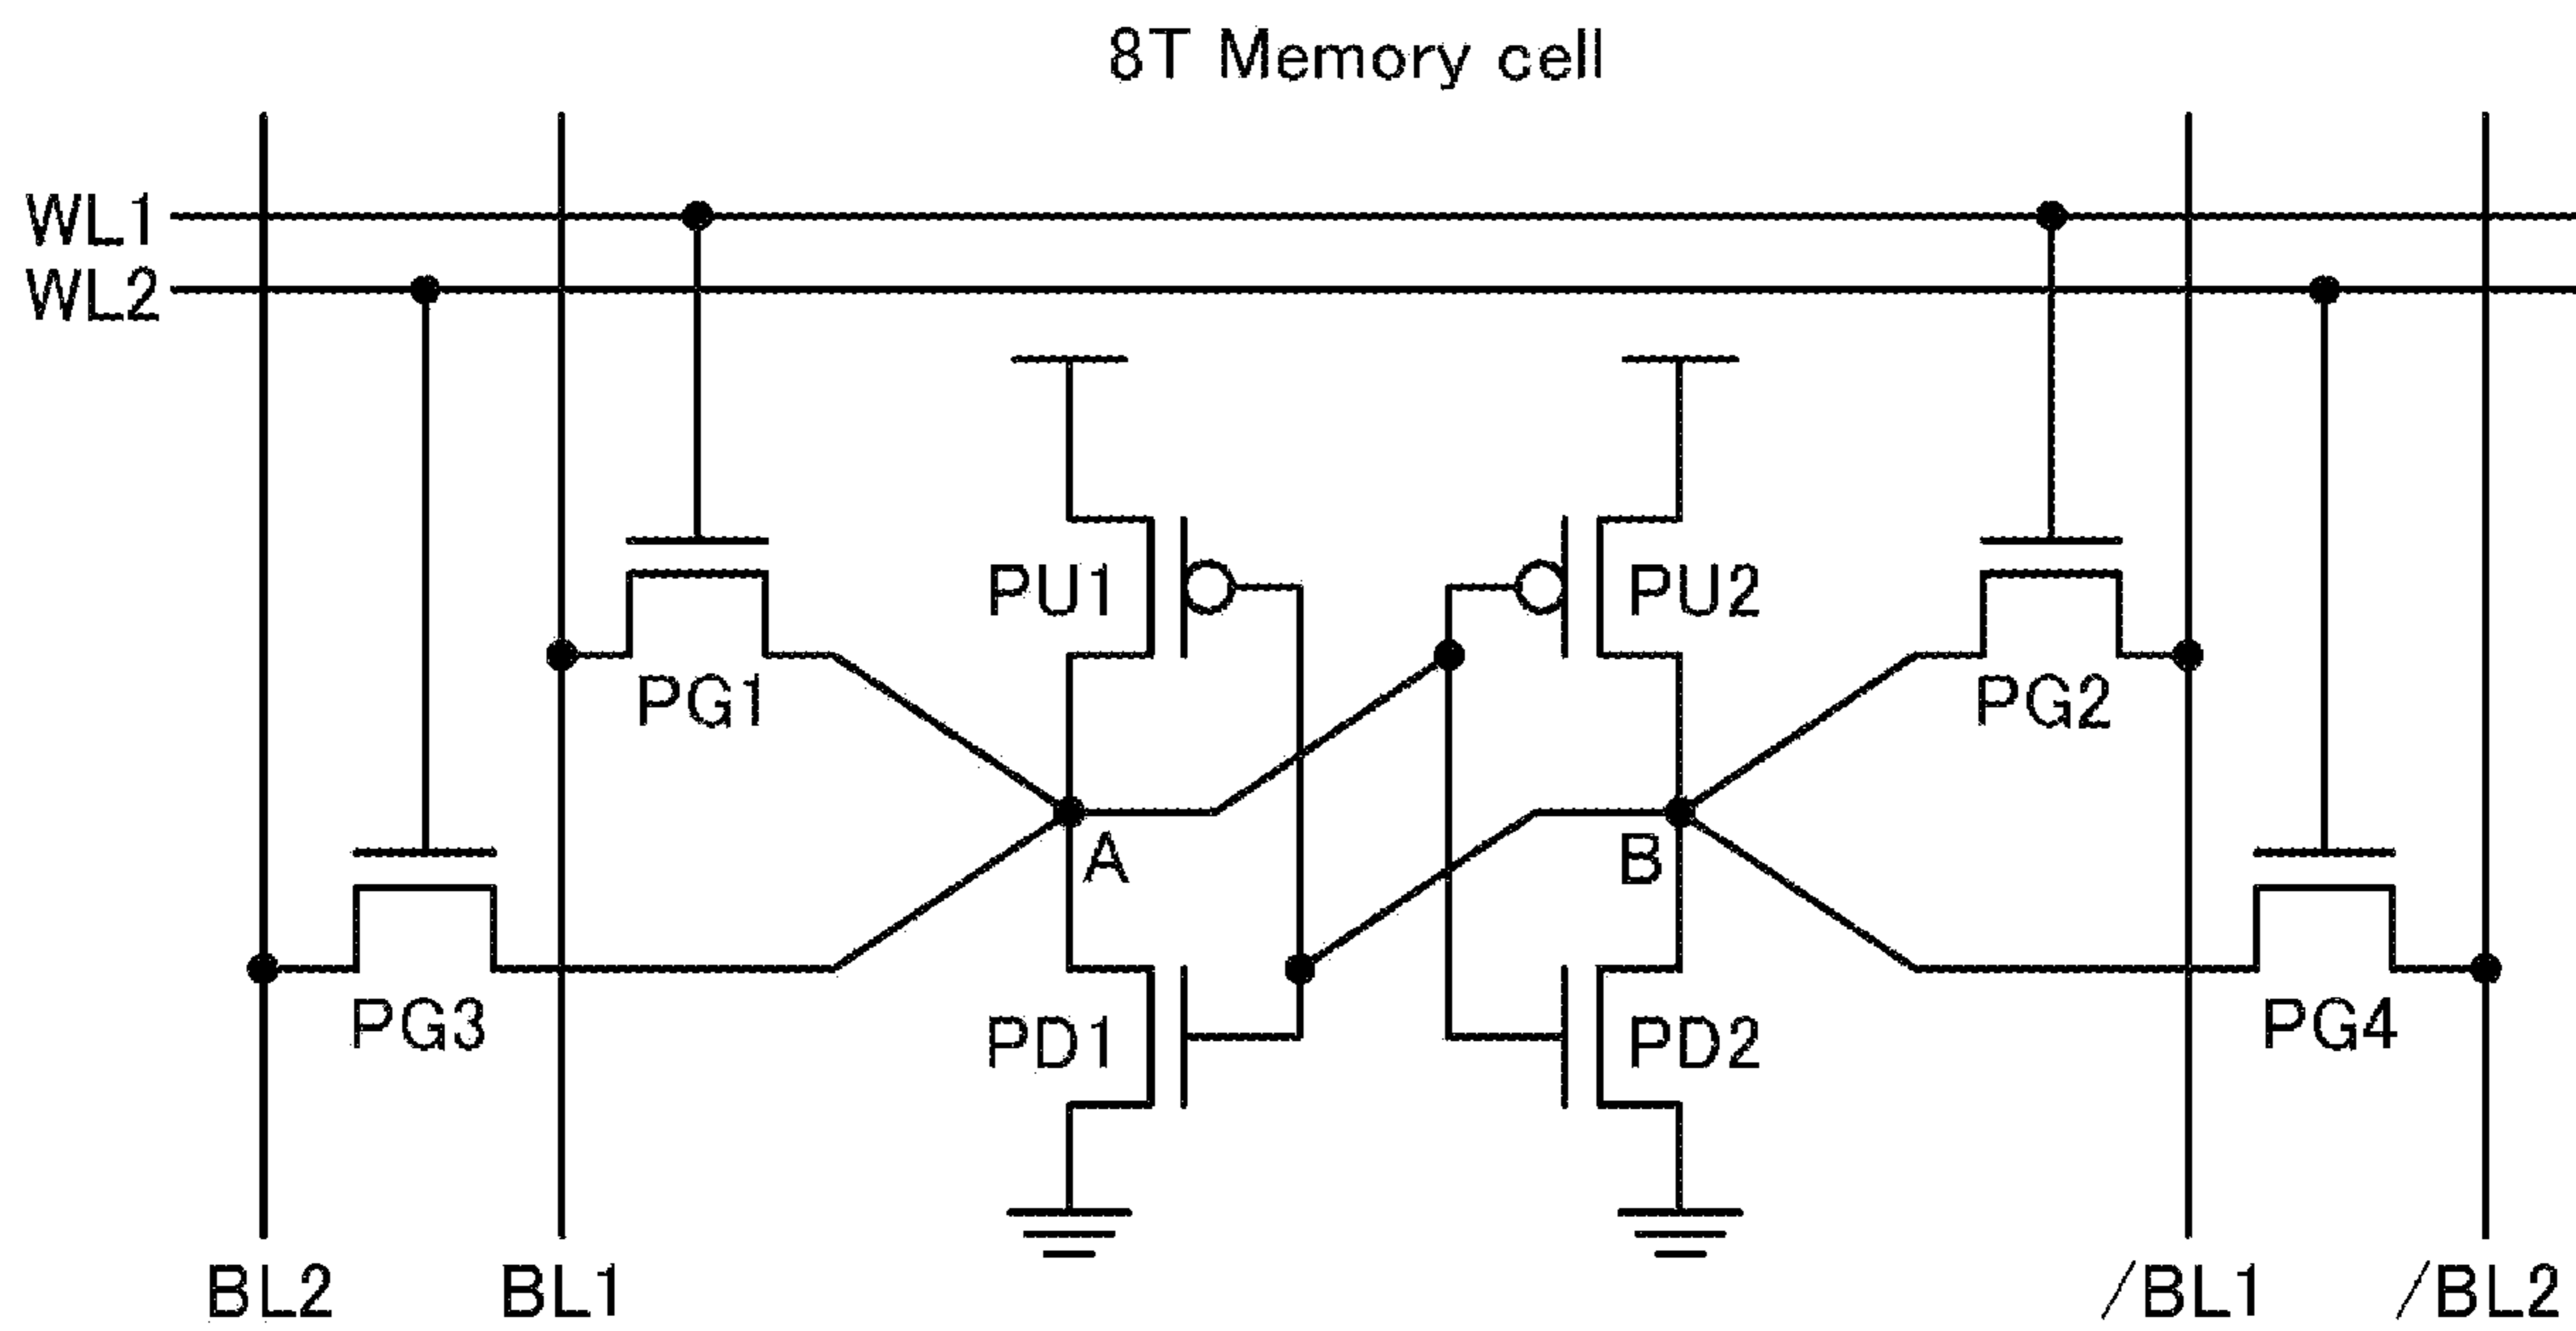 8T Memory cell
WL1
WL2
PU1
PU2
PG1
PG2
A
B
PG3
PD1
PD2
PG4
BL2
BL1
/BL1
/BL2